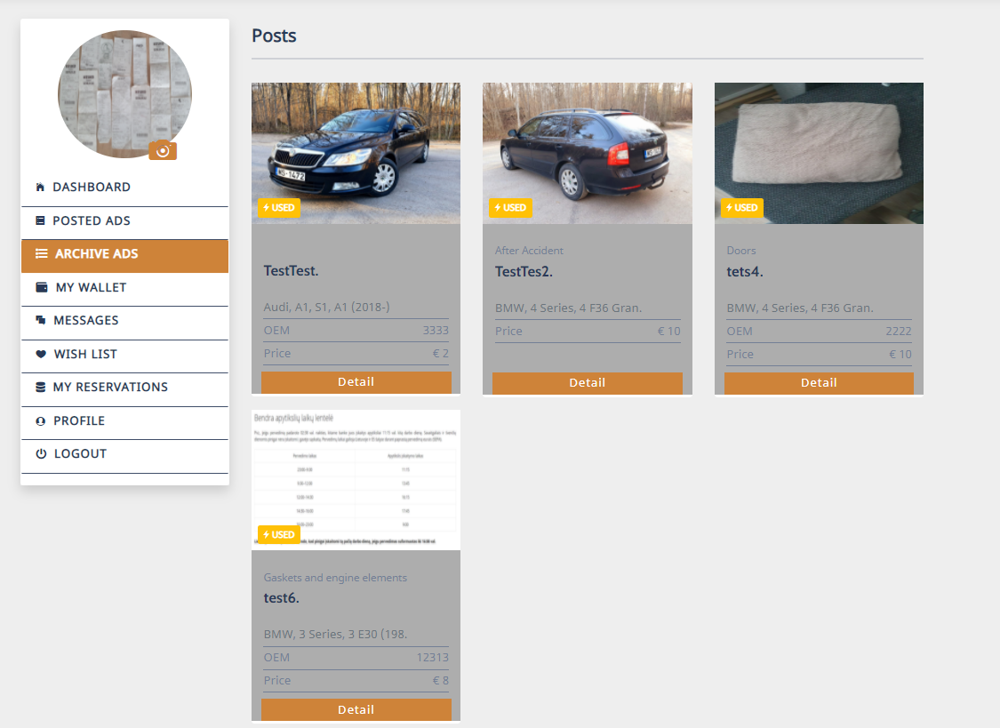 Posts
DASHBOARD
POSTED ADS
ARCHIVE ADS
MY WALLET
MESSAGES
WISH LIST
MY RESERVATIONS
PROFILE
LOGOUT
USED
TestTest.
Audi, A1, S1, A1 (2018-)
OEM 3333
Price € 2
Detail
USED
After Accident
TestTes2.
BMW, 4 Series, 4 F36 Gran.
Price € 10
Detail
USED
Doors
tets4.
BMW, 4 Series, 4 F36 Gran.
OEM 2222
Price € 10
Detail
Bendra apytikslių laikų lentelė
USED
Gaskets and engine elements
test6.
BMW, 3 Series, 3 E30 (198.
OEM 12313
Price € 8
Detail